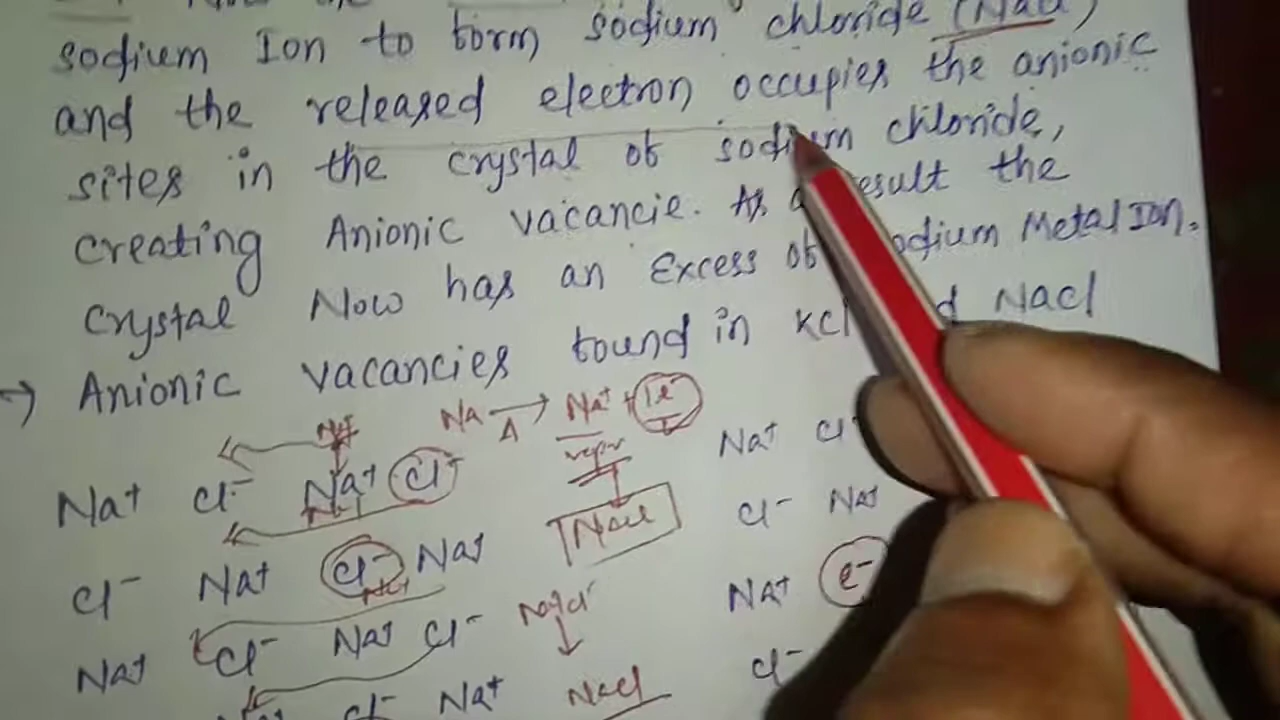 sodium Ion to form sodium chloride (NaCl)
and the released electron occupies the anionic
sites in the crystal of sodium chloride,
creating Anionic vacancie. As a result the
crystal Now has an Excess of sodium Metal Ion.
→ Anionic vacancies found in KCl and NaCl
Na → Na+ + 1e-
Δ
vapr
Na+ Cl- Na+ Cl-
NaCl
Cl- Na+ Cl- Na+
Na+ Cl- Na+ Cl-
Na+Cl-
Cl- Na+
NaCl
Na+ Cl-
Cl- Na+
Na+ e-
Cl-